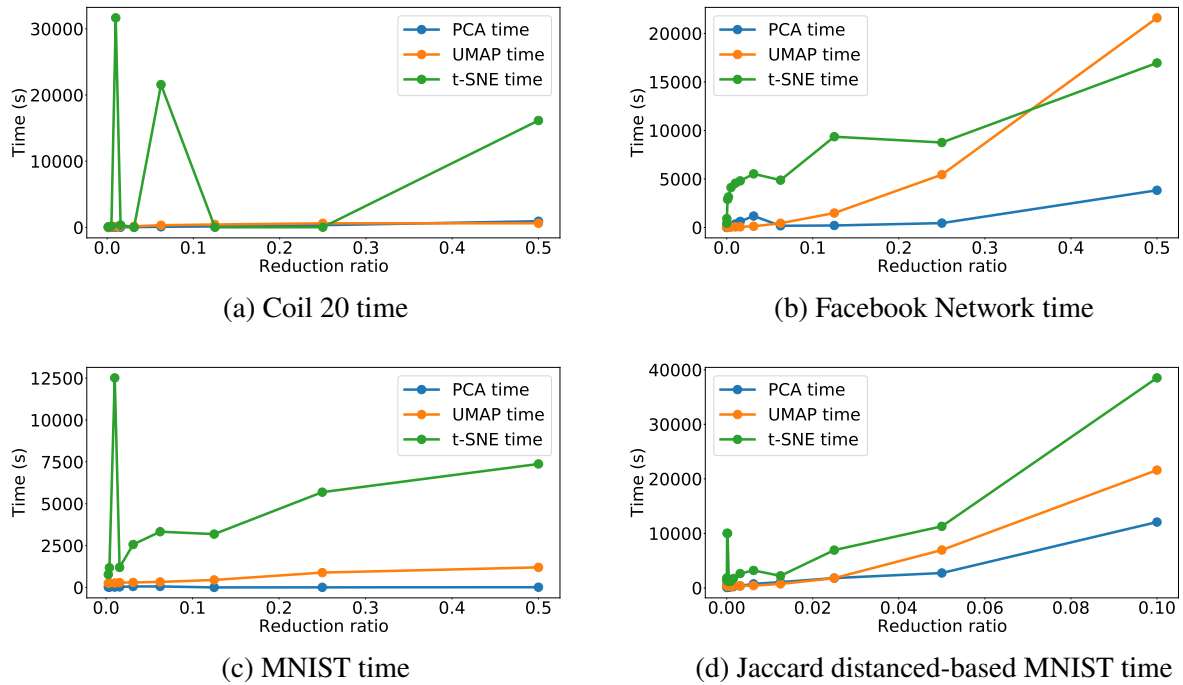 30000
20000
10000
0
Time (s)
0.0 0.1 0.2 0.3 0.4 0.5
Reduction ratio
PCA time
UMAP time
t-SNE time
(a) Coil 20 time
20000
15000
10000
5000
0
Time (s)
0.0 0.1 0.2 0.3 0.4 0.5
Reduction ratio
PCA time
UMAP time
t-SNE time
(b) Facebook Network time
12500
10000
7500
5000
2500
0
Time (s)
0.0 0.1 0.2 0.3 0.4 0.5
Reduction ratio
PCA time
UMAP time
t-SNE time
(c) MNIST time
40000
30000
20000
10000
0
Time (s)
0.00 0.02 0.04 0.06 0.08 0.10
Reduction ratio
PCA time
UMAP time
t-SNE time
(d) Jaccard distanced-based MNIST time